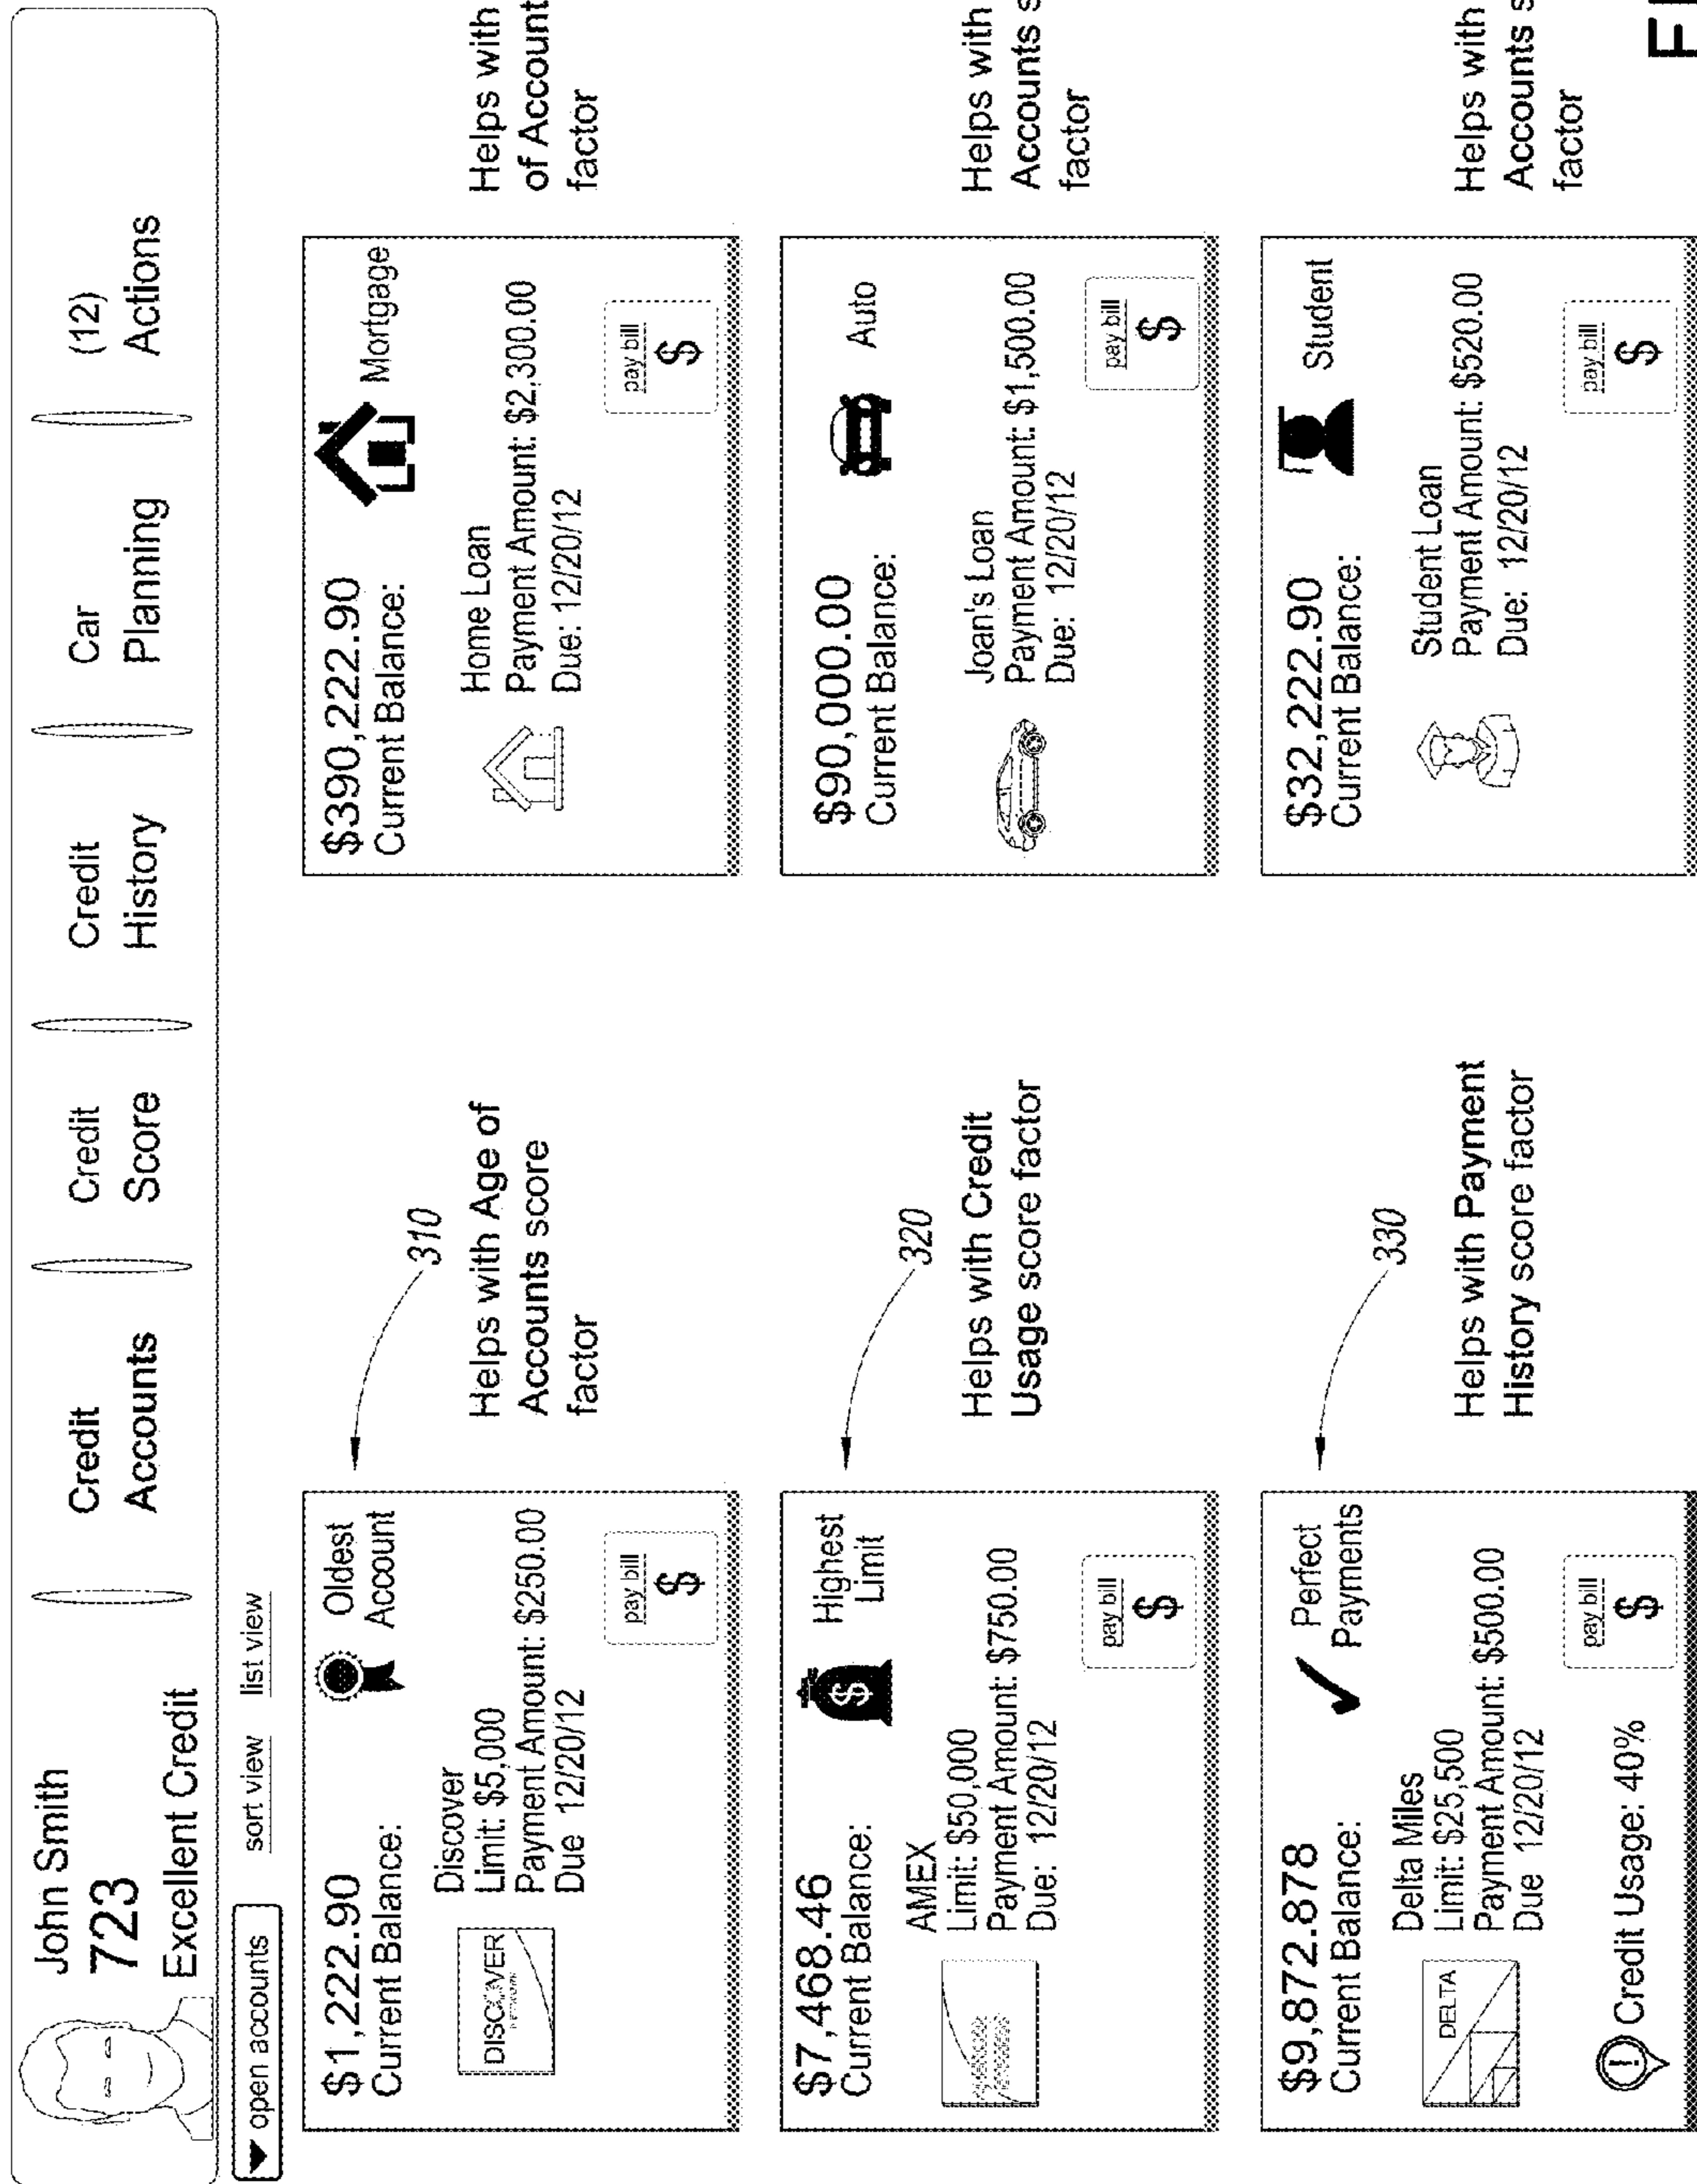 John Smith
723
Excellent Credit
Credit
Accounts
Credit
Score
Credit
History
Car
Planning
(12)
Actions
open accounts
sort view
list view
$1,222.90
Current Balance:
Oldest
Account
DISCOVER
Discover
Limit: $5,000
Payment Amount: $250.00
Due 12/20/12
pay bill
$
310
Helps with Age of
Accounts score
factor
$390,222.90
Current Balance:
Mortgage
Home Loan
Payment Amount: $2,300.00
Due: 12/20/12
pay bill
$
Helps with
of Account
factor
$7,468.46
Current Balance:
$
Highest
Limit
AMEX
Limit: $50,000
Payment Amount: $750.00
Due: 12/20/12
pay bill
$
320
Helps with Credit
Usage score factor
$90,000.00
Current Balance:
Auto
Joan's Loan
Payment Amount: $1,500.00
Due: 12/20/12
pay bill
$
Helps with
Accounts s
factor
$9,872.878
Current Balance:
Perfect
Payments
DELTA
Delta Miles
Limit: $25,500
Payment Amount: $500.00
Due 12/20/12
! Credit Usage: 40%
pay bill
$
330
Helps with Payment
History score factor
$32,222.90
Current Balance:
Student
Student Loan
Payment Amount: $520.00
Due: 12/20/12
pay bill
$
Helps with
Accounts s
factor